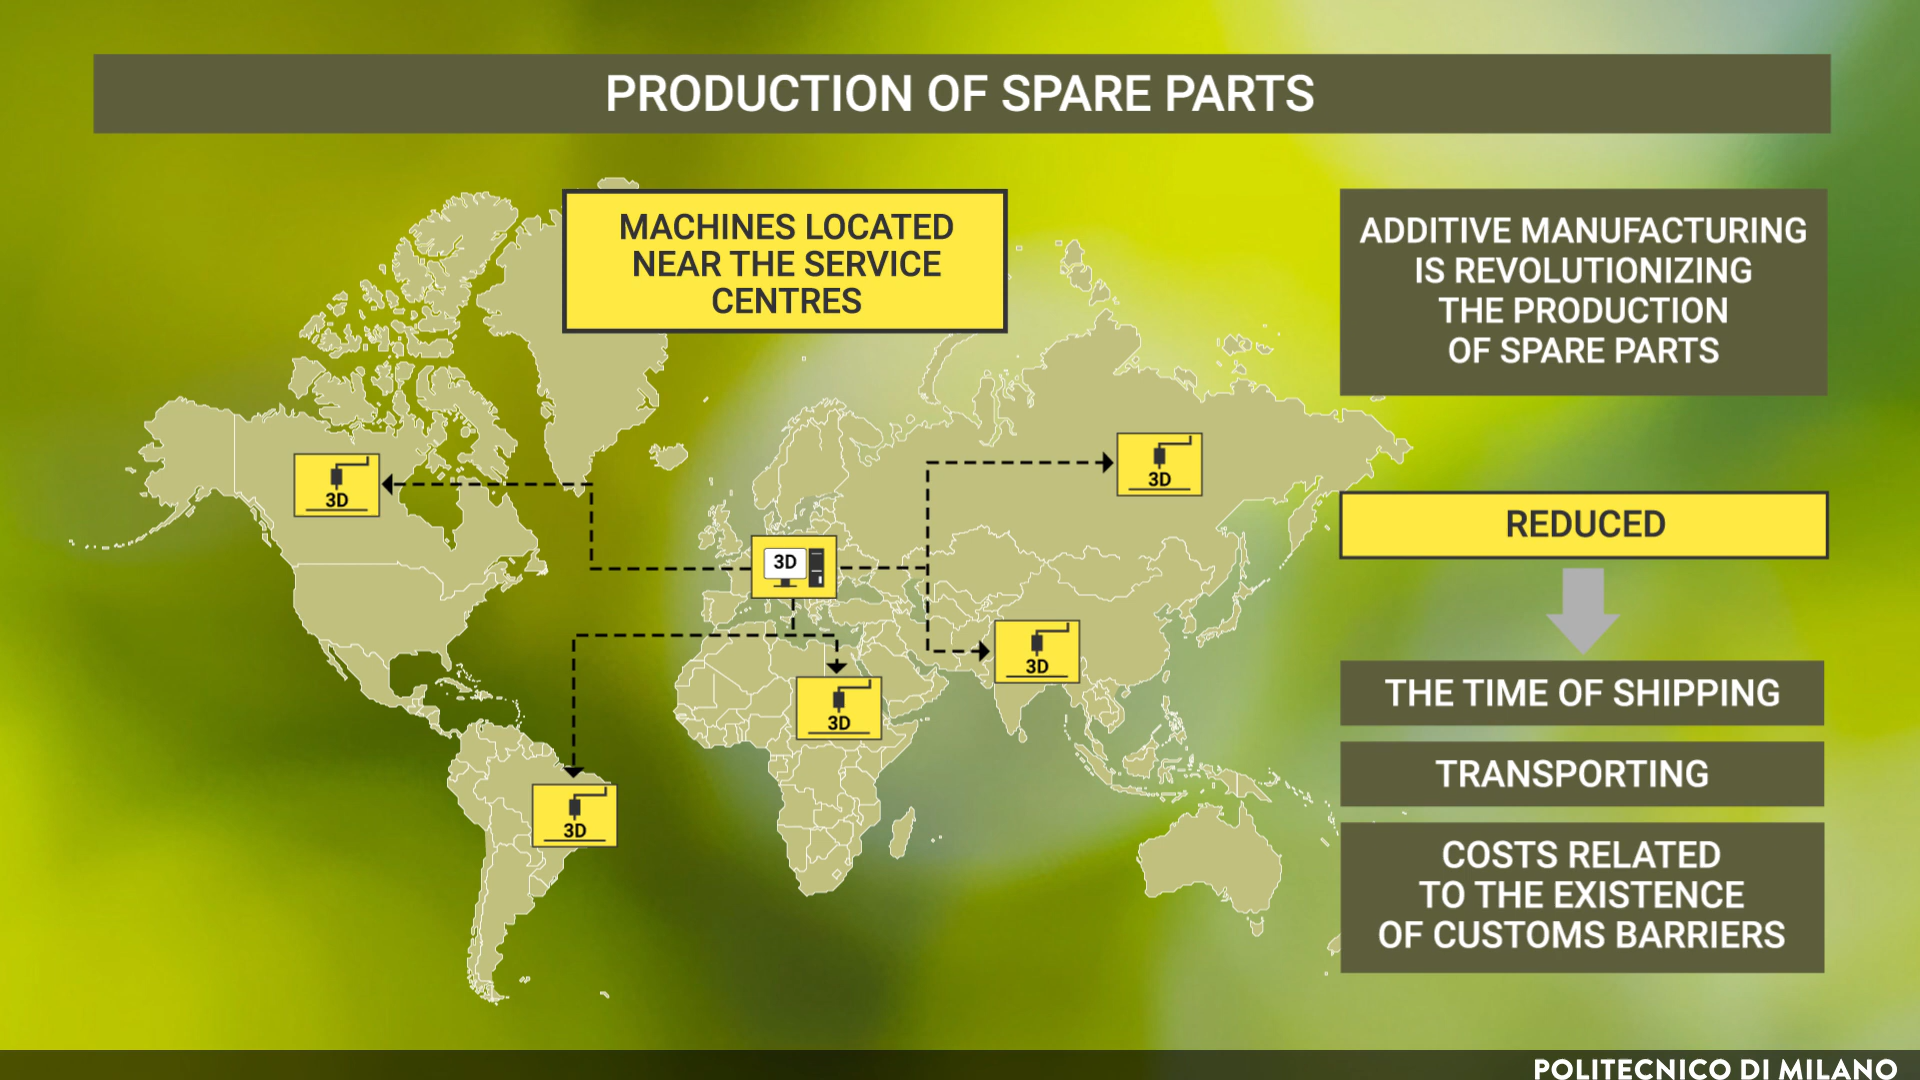 PRODUCTION OF SPARE PARTS
MACHINES LOCATED
NEAR THE SERVICE
CENTRES
ADDITIVE MANUFACTURING
IS REVOLUTIONIZING
THE PRODUCTION
OF SPARE PARTS
3D
3D
3D
3D
3D
3D
REDUCED
THE TIME OF SHIPPING
TRANSPORTING
COSTS RELATED
TO THE EXISTENCE
OF CUSTOMS BARRIERS
POLITECNICO DI MILANO